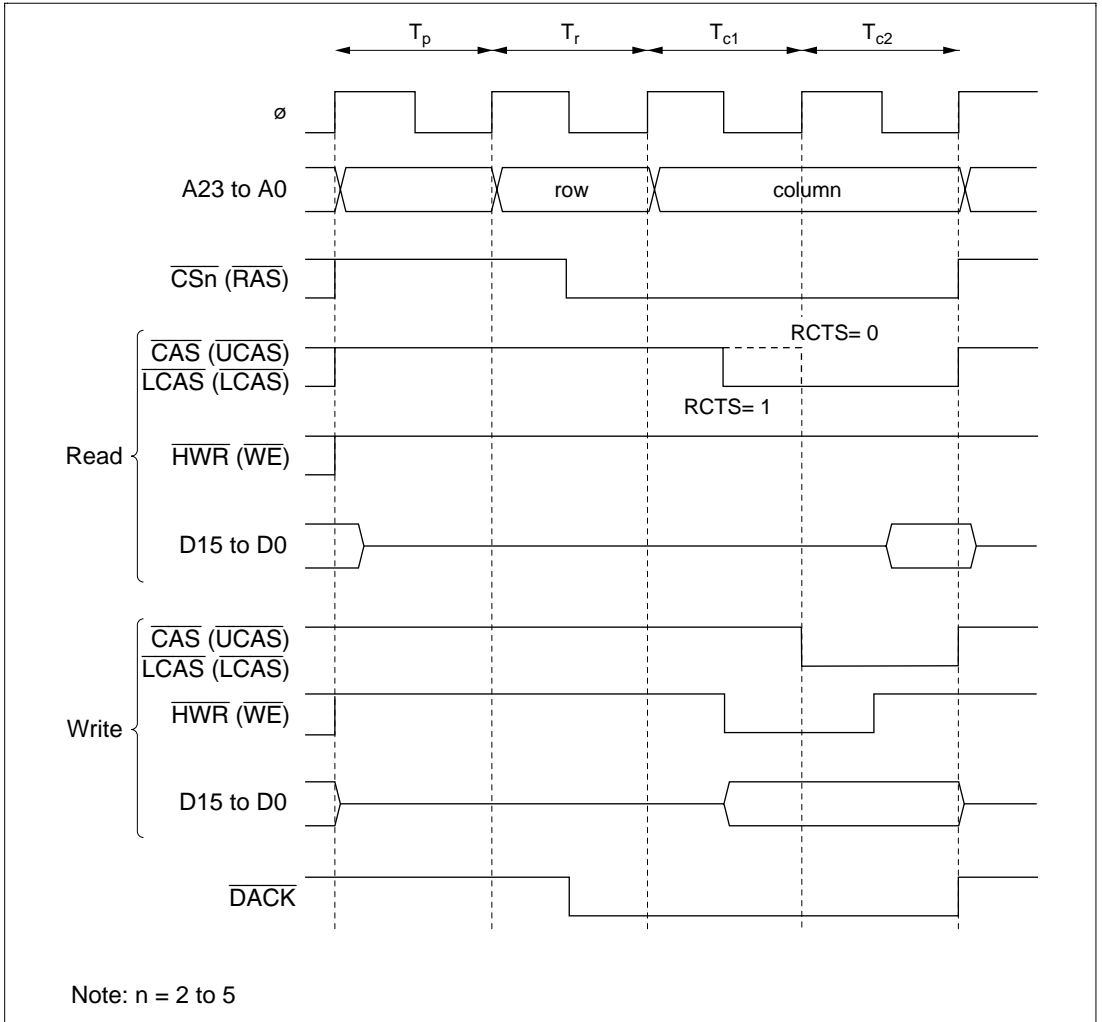 Tp Tr Tc1 Tc2
ø
A23 to A0 row column
CSn (RAS)
RCTS= 0
CAS (UCAS)
LCAS (LCAS)
RCTS= 1
Read HWR (WE)
D15 to D0
CAS (UCAS)
LCAS (LCAS)
HWR (WE)
Write
D15 to D0
DACK
Note: n = 2 to 5